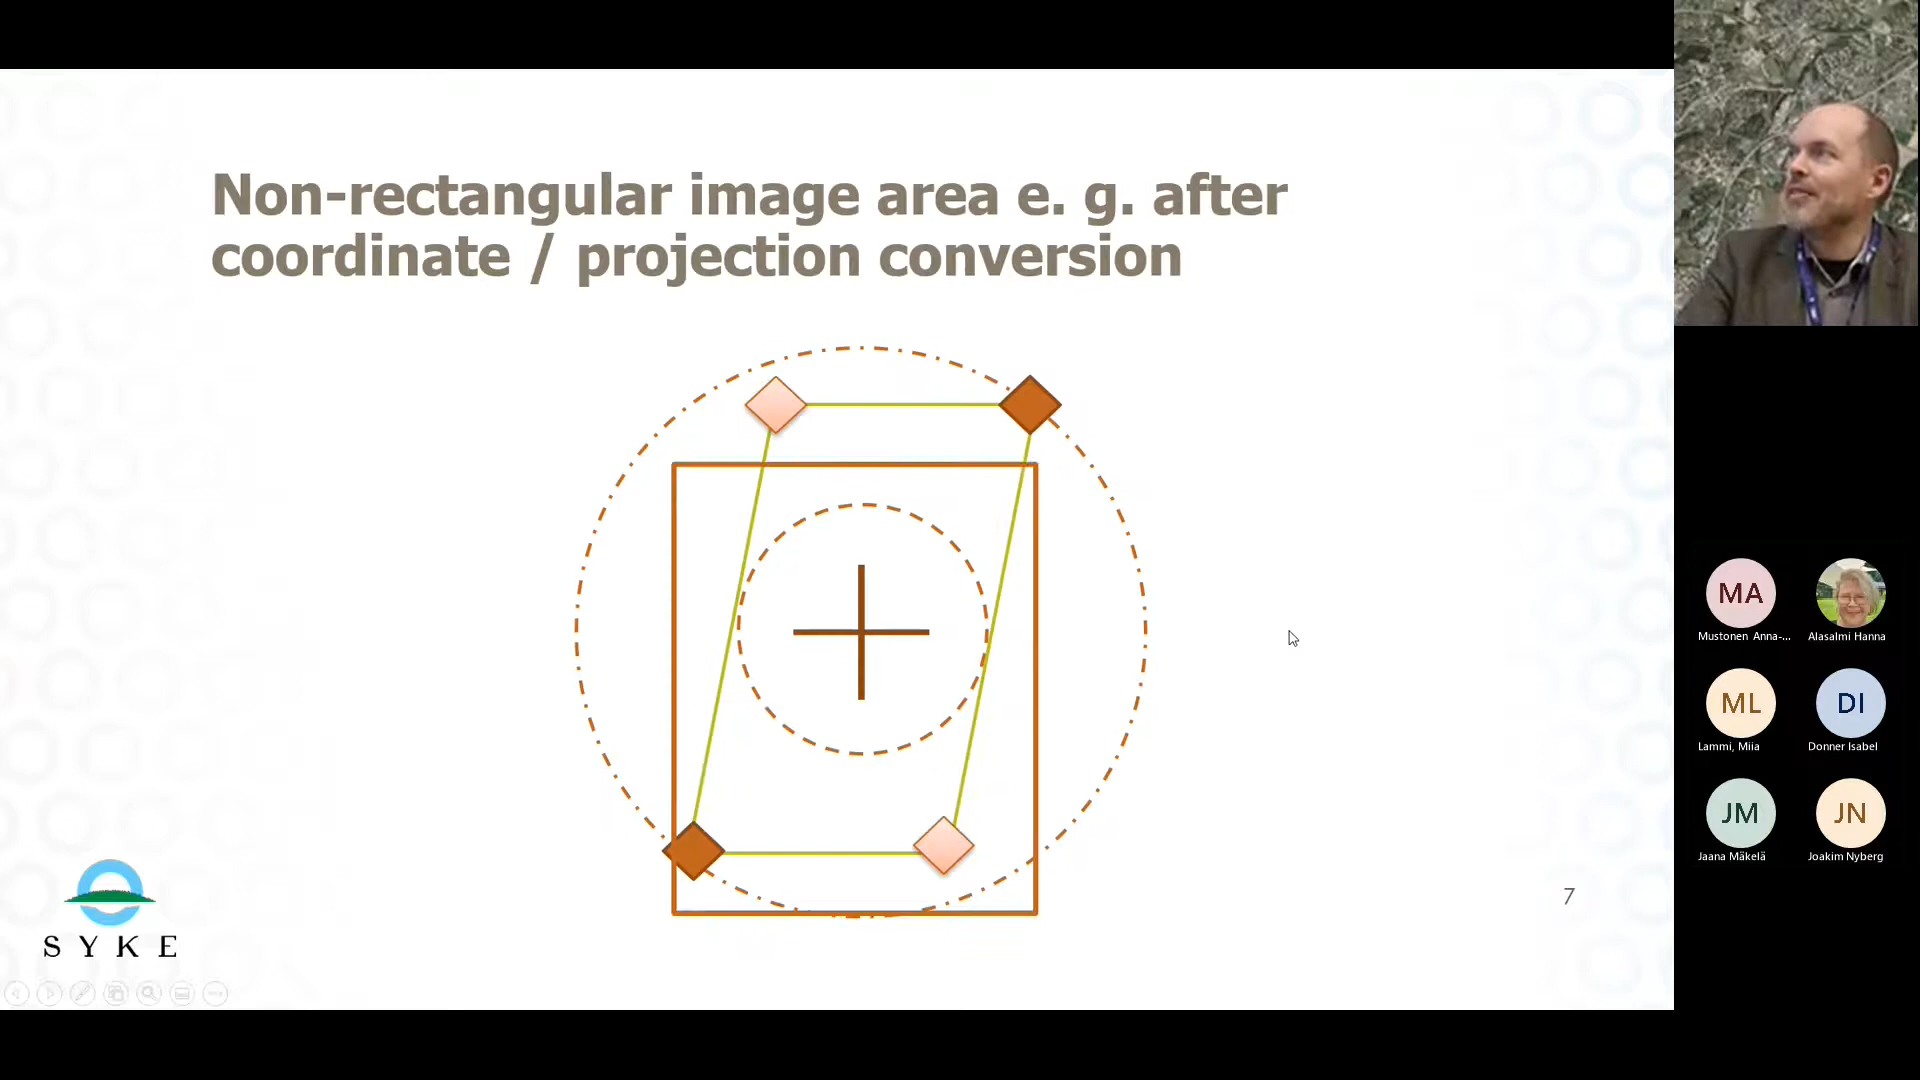 Non-rectangular image area e. g. after
coordinate / projection conversion
MA
Mustonen Anna-...
Alasalmi Hanna
ML
DI
Lammi, Miia
Donner Isabel
JM
JN
Jaana Mäkelä
Joakim Nyberg
7
SYKE